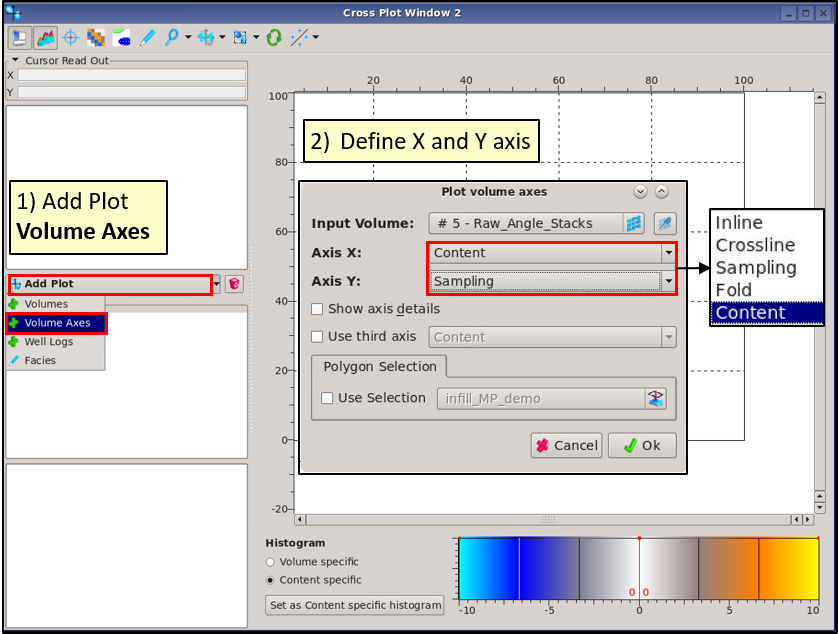 Cross Plot Window 2
Cursor Read Out
X
Y
20 40 60 80 100
100
80
60
40
20
0
-20
1) Add Plot
Volume Axes
2) Define X and Y axis
Add Plot
Volumes
Volume Axes
Well Logs
Facies
Plot volume axes
Input Volume: # 5 - Raw_Angle_Stacks
Axis X: Content
Axis Y: Sampling
Show axis details
Use third axis Content
Polygon Selection
Use Selection infill_MP_demo
Cancel Ok
Inline
Crossline
Sampling
Fold
Content
Histogram
Volume specific
Content specific
Set as Content specific histogram
0 0
-10 -5 0 5 10